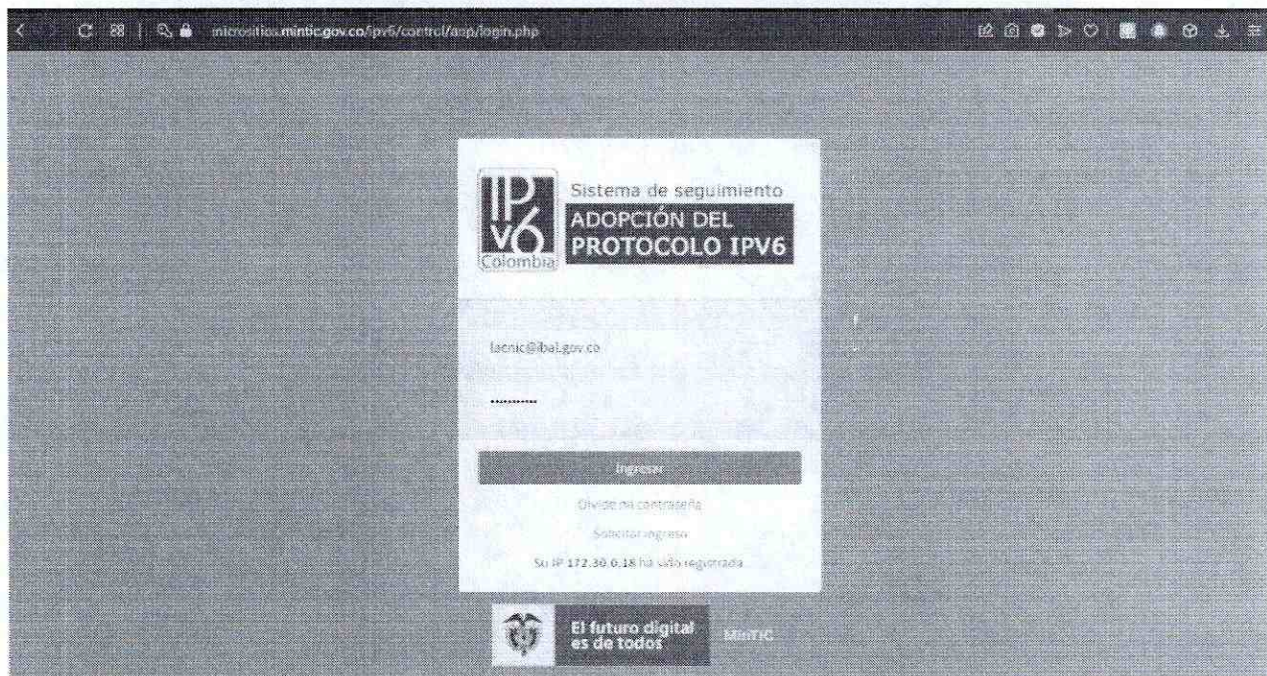 micrositios.mintic.gov.co/ipv6/control/app/login.php
IPv6
Colombia
Sistema de seguimiento
ADOPCIÓN DEL
PROTOCOLO IPV6
lacnic@ibal.gov.co
Ingresar
Olvide mi contraseña
Solicitar ingreso
Su IP 172.30.0.18 ha sido registrada
El futuro digital
es de todos
MinTIC